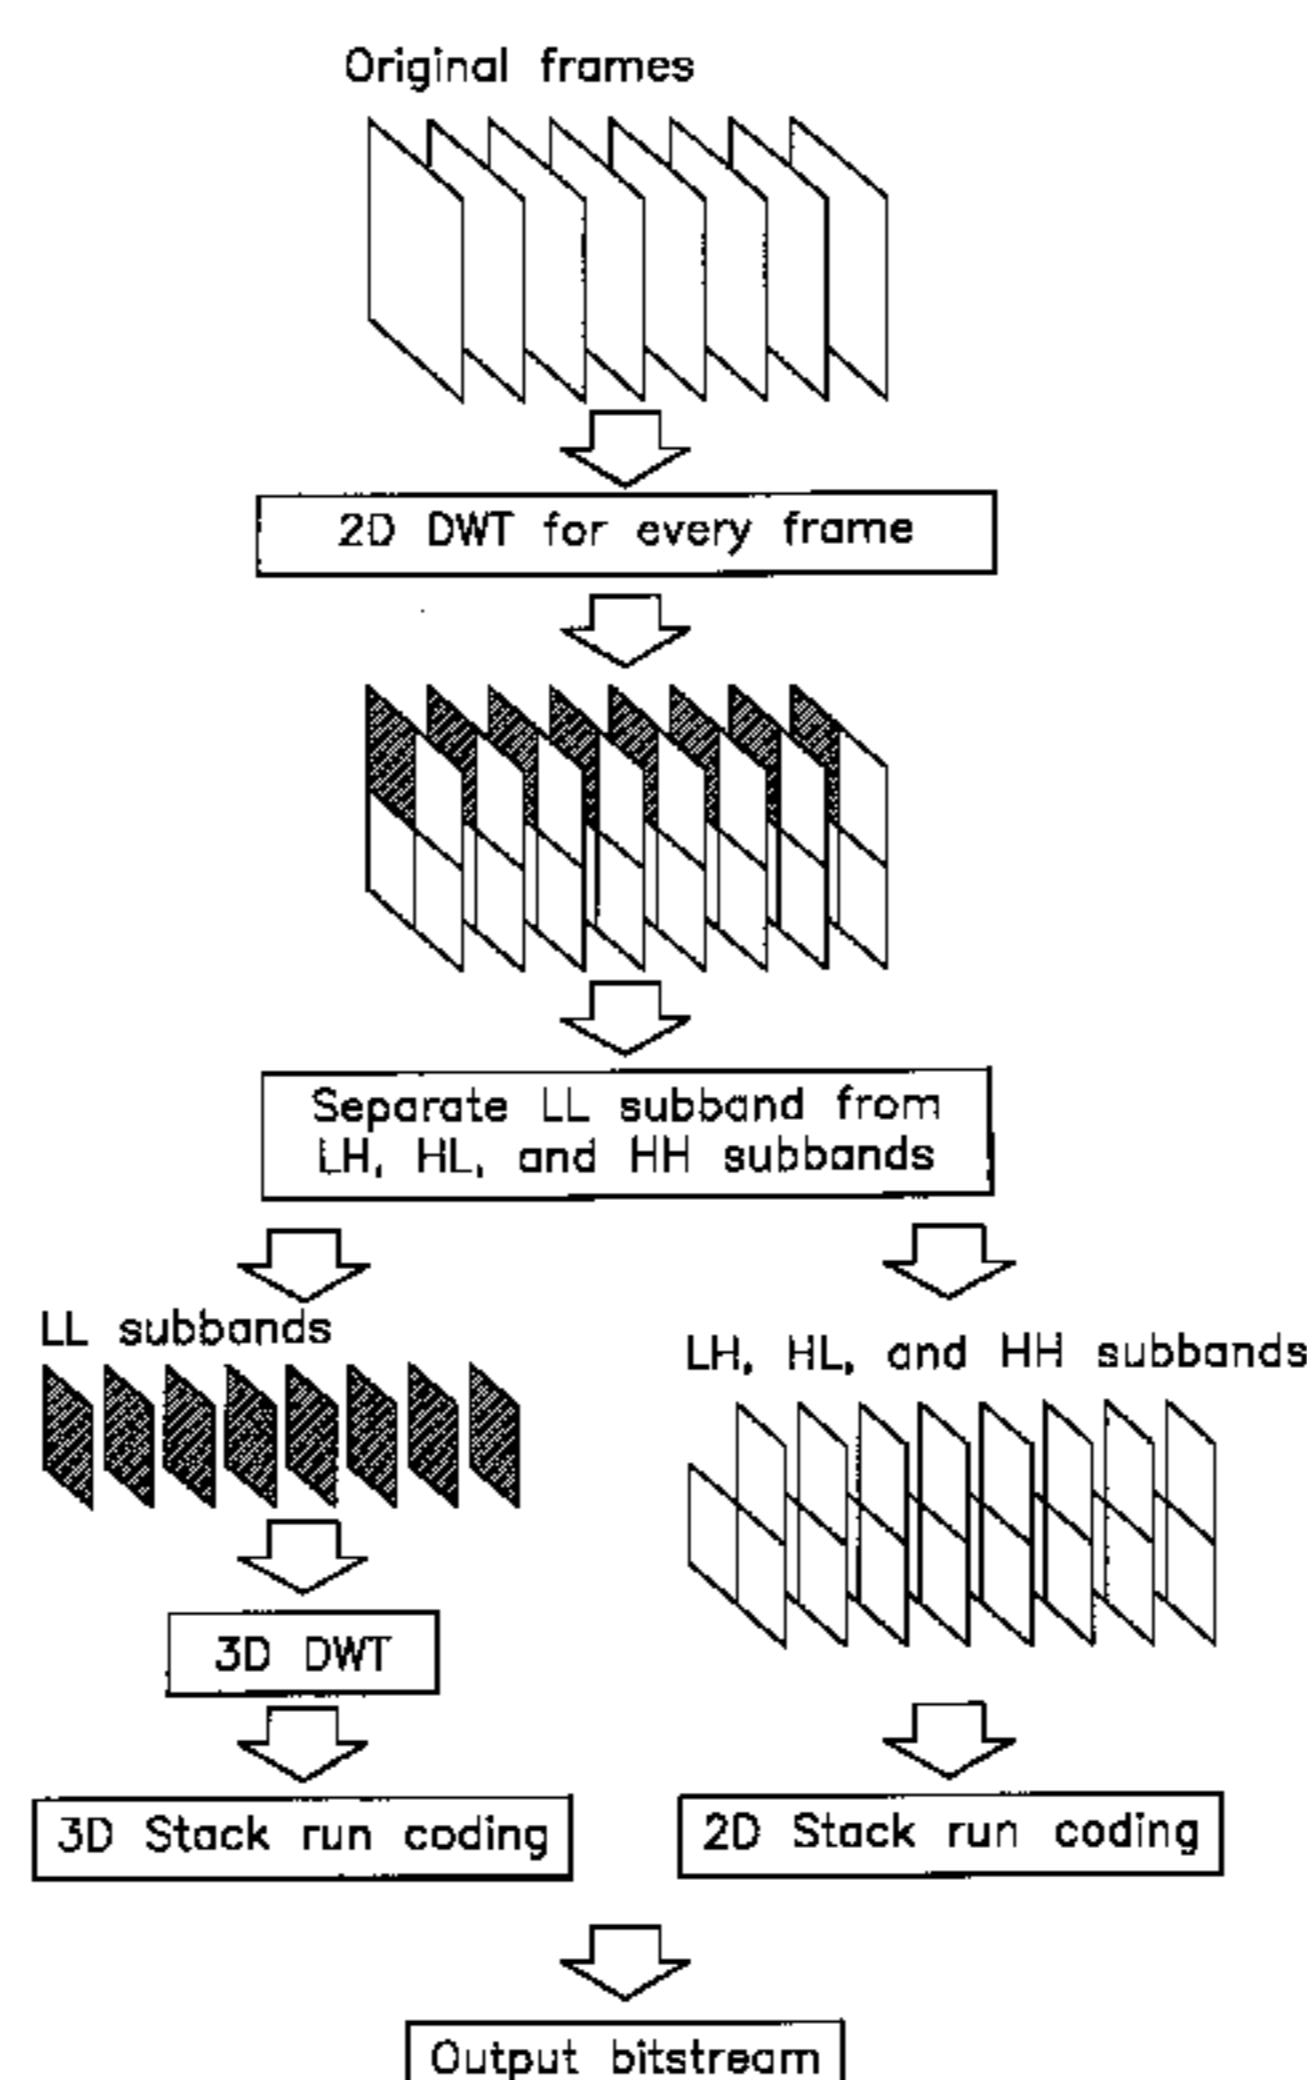 Original frames
2D DWT for every frame
Separate LL subband from
LH, HL, and HH subbands
LL subbands
LH, HL, and HH subbands
3D DWT
3D Stack run coding
2D Stack run coding
Output bitstream